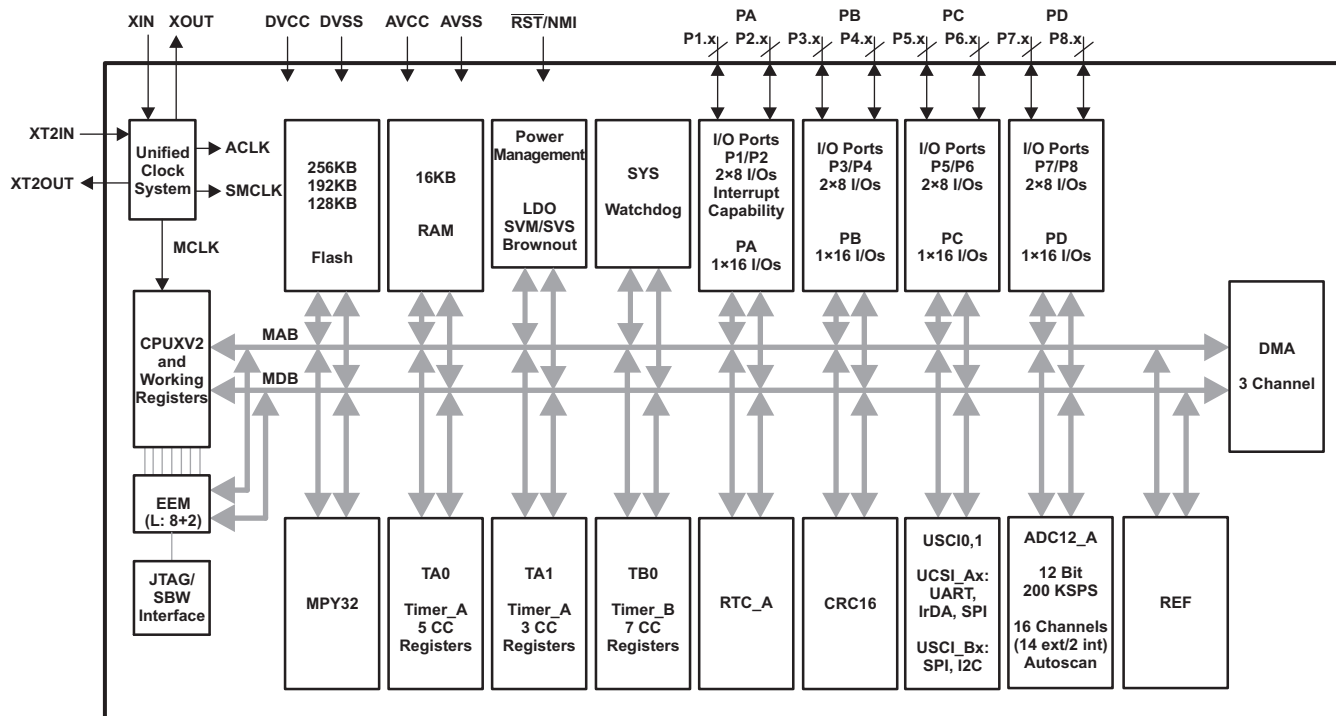 XIN XOUT DVCC DVSS AVCC AVSS RST/NMI PA PB PC PD
P1.x P2.x P3.x P4.x P5.x P6.x P7.x P8.x
XT2IN
XT2OUT
Unified
Clock
System
ACLK
SMCLK
MCLK
256KB
192KB
128KB
Flash
16KB
RAM
Power
Management
LDO
SVM/SVS
Brownout
SYS
Watchdog
I/O Ports
P1/P2
2×8 I/Os
Interrupt
Capability
PA
1×16 I/Os
I/O Ports
P3/P4
2×8 I/Os
PB
1×16 I/Os
I/O Ports
P5/P6
2×8 I/Os
PC
1×16 I/Os
I/O Ports
P7/P8
2×8 I/Os
PD
1×16 I/Os
CPUXV2
and
Working
Registers
MAB
MDB
DMA
3 Channel
EEM
(L: 8+2)
JTAG/
SBW
Interface
MPY32
TA0
Timer_A
5 CC
Registers
TA1
Timer_A
3 CC
Registers
TB0
Timer_B
7 CC
Registers
RTC_A
CRC16
USCI0,1
UCSI_Ax:
UART,
IrDA, SPI
USCI_Bx:
SPI, I2C
ADC12_A
12 Bit
200 KSPS
16 Channels
(14 ext/2 int)
Autoscan
REF